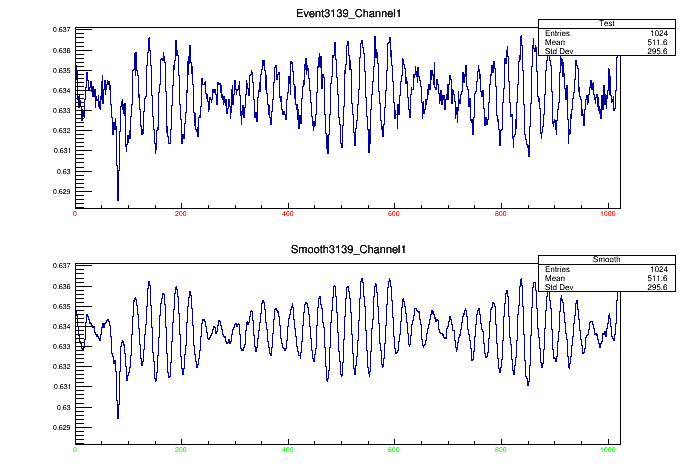 Event3139_Channel1
Test
Entries 1024
Mean 511.6
Std Dev 295.6
0.637
0.636
0.635
0.634
0.633
0.632
0.631
0.63
0.629
0 200 400 600 800 1000
Smooth3139_Channel1
Smooth
Entries 1024
Mean 511.6
Std Dev 295.6
0.637
0.636
0.635
0.634
0.633
0.632
0.631
0.63
0.629
0 200 400 600 800 1000